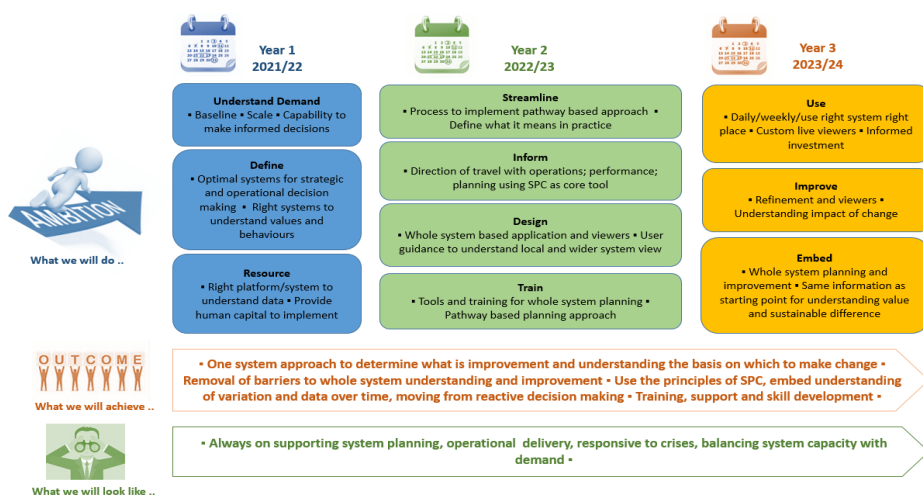 Year 1
2021/22
Year 2
2022/23
Year 3
2023/24
AMBITION
What we will do ..
Understand Demand
▪ Baseline ▪ Scale ▪ Capability to
make informed decisions
Define
▪ Optimal systems for strategic
and operational decision
making ▪ Right systems to
understand values and
behaviours
Resource
▪ Right platform/system to
understand data ▪ Provide
human capital to implement
Streamline
▪ Process to implement pathway based approach ▪
Define what it means in practice
Inform
▪ Direction of travel with operations; performance;
planning using SPC as core tool
Design
▪ Whole system based application and viewers ▪ User
guidance to understand local and wider system view
Train
▪ Tools and training for whole system planning ▪
Pathway based planning approach
Use
▪ Daily/weekly/use right system right
place ▪ Custom live viewers ▪ Informed
investment
Improve
▪ Refinement and viewers ▪
Understanding impact of change
Embed
▪ Whole system planning and
improvement ▪ Same information as
starting point for understanding value
and sustainable difference
OUTCOME
What we will achieve ..
▪ One system approach to determine what is improvement and understanding the basis on which to make change ▪
Removal of barriers to whole system understanding and improvement ▪ Use the principles of SPC, embed understanding
of variation and data over time, moving from reactive decision making ▪ Training, support and skill development ▪
What we will look like ..
▪ Always on supporting system planning, operational delivery, responsive to crises, balancing system capacity with
demand ▪